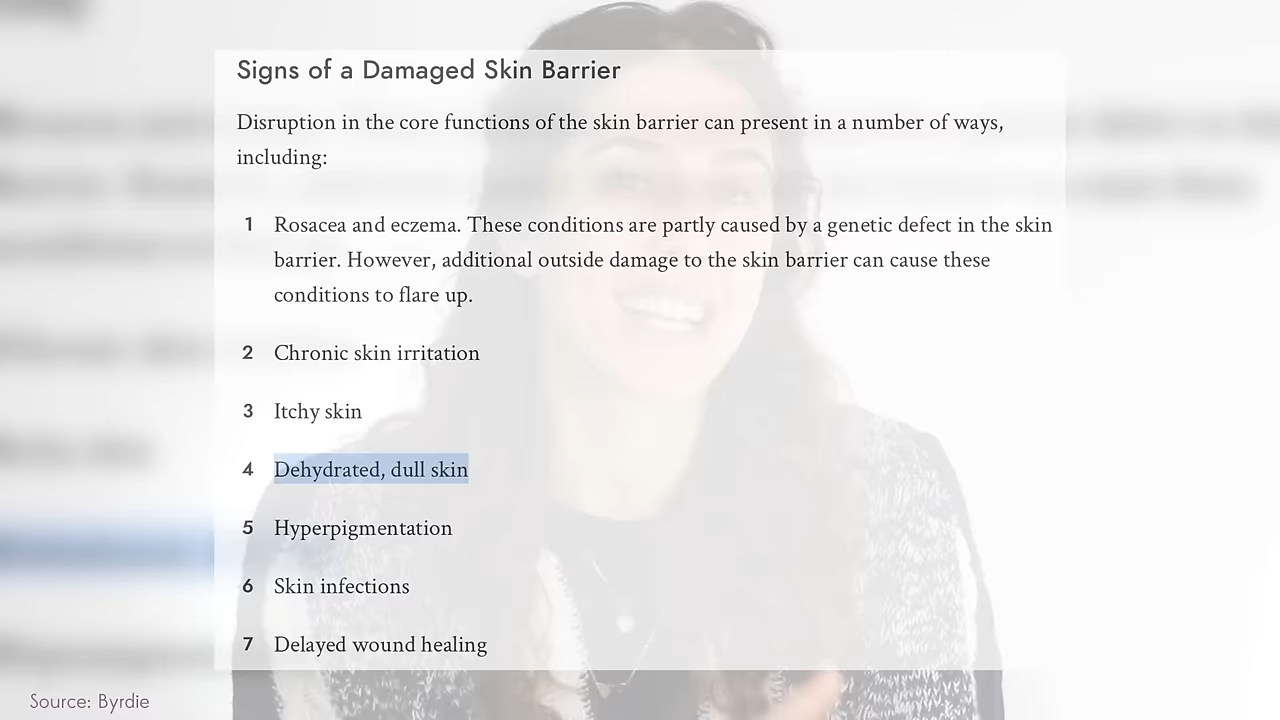 Signs of a Damaged Skin Barrier
Disruption in the core functions of the skin barrier can present in a number of ways,
including:
1 Rosacea and eczema. These conditions are partly caused by a genetic defect in the skin
barrier. However, additional outside damage to the skin barrier can cause these
conditions to flare up.
2 Chronic skin irritation
3 Itchy skin
4 Dehydrated, dull skin
5 Hyperpigmentation
6 Skin infections
7 Delayed wound healing
Source: Byrdie